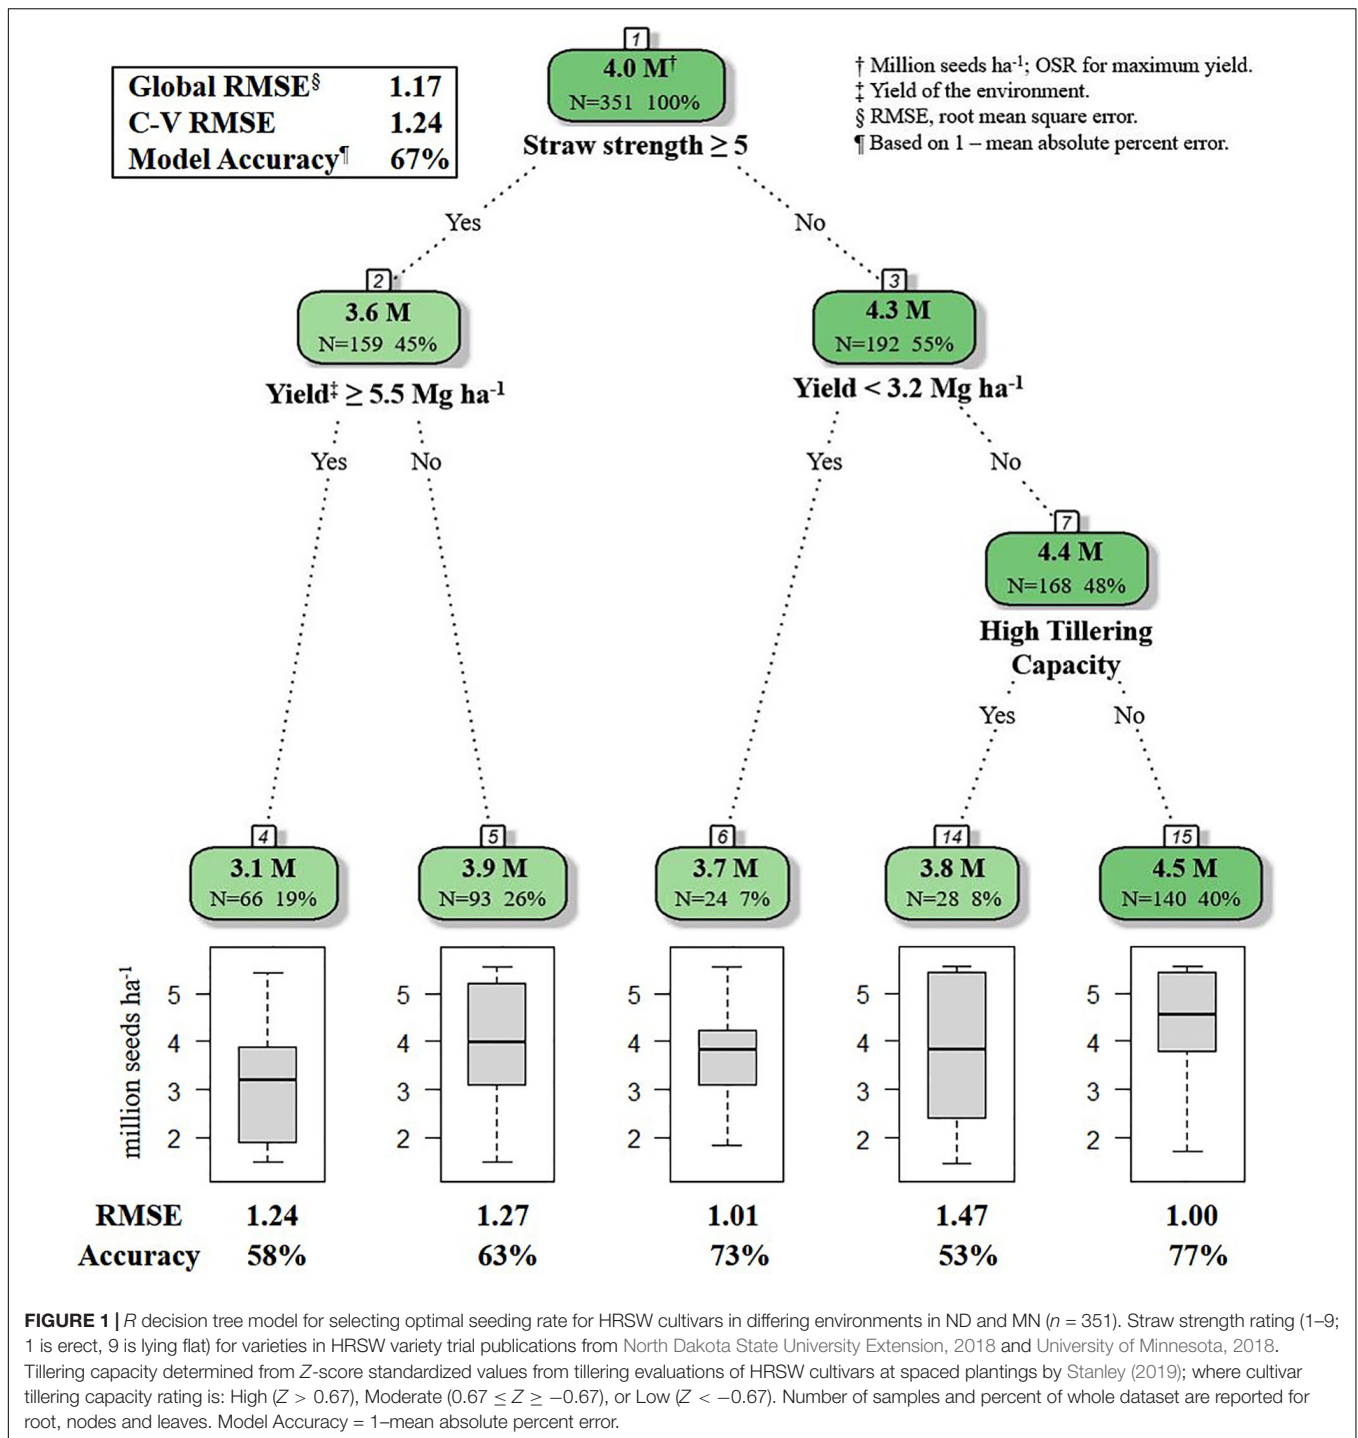 1
4.0 M†
N=351 100%
Straw strength ≥ 5
Global RMSE§ 1.17
C-V RMSE 1.24
Model Accuracy¶ 67%
† Million seeds ha-1; OSR for maximum yield.
‡ Yield of the environment.
§ RMSE, root mean square error.
¶ Based on 1 – mean absolute percent error.
Yes No
2
3.6 M
N=159 45%
Yield‡ ≥ 5.5 Mg ha-1
3
4.3 M
N=192 55%
Yield < 3.2 Mg ha-1
Yes No Yes No
7
4.4 M
N=168 48%
High Tillering
Capacity
Yes No
4
3.1 M
N=66 19%
5
3.9 M
N=93 26%
6
3.7 M
N=24 7%
14
3.8 M
N=28 8%
15
4.5 M
N=140 40%
million seeds ha-1
5 5 5 5 5
4 4 4 4 4
3 3 3 3 3
2 2 2 2 2
RMSE 1.24 1.27 1.01 1.47 1.00
Accuracy 58% 63% 73% 53% 77%
FIGURE 1 | R decision tree model for selecting optimal seeding rate for HRSW cultivars in differing environments in ND and MN (n = 351). Straw strength rating (1–9;
1 is erect, 9 is lying flat) for varieties in HRSW variety trial publications from North Dakota State University Extension, 2018 and University of Minnesota, 2018.
Tillering capacity determined from Z-score standardized values from tillering evaluations of HRSW cultivars at spaced plantings by Stanley (2019); where cultivar
tillering capacity rating is: High (Z > 0.67), Moderate (0.67 ≤ Z ≥ −0.67), or Low (Z < −0.67). Number of samples and percent of whole dataset are reported for
root, nodes and leaves. Model Accuracy = 1–mean absolute percent error.